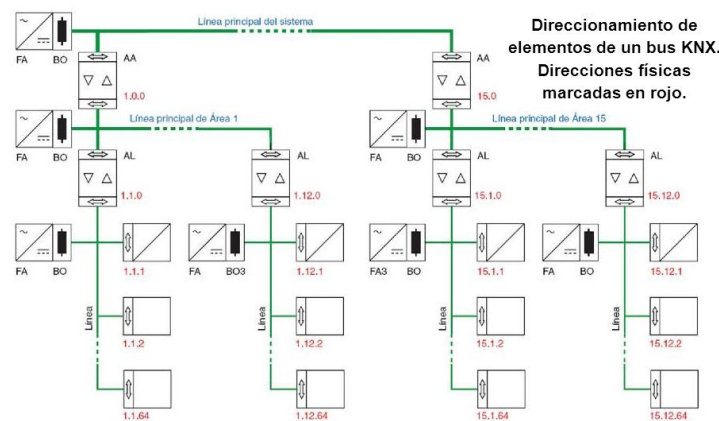 Línea principal del sistema
Direccionamiento de
elementos de un bus KNX.
Direcciones físicas
marcadas en rojo.
FA BO AA AA
1.0.0 15.0
Línea principal de Área 1 Línea principal de Área 15
FA BO AL AL FA BO AL AL
1.1.0 1.12.0 15.1.0 15.12.0
FA BO FA BO3 FA3 BO FA BO
1.1.1 1.12.1 15.1.1 15.12.1
Línea Línea Línea Línea
1.1.2 1.12.2 15.1.2 15.12.2
1.1.64 1.12.64 15.1.64 15.12.64